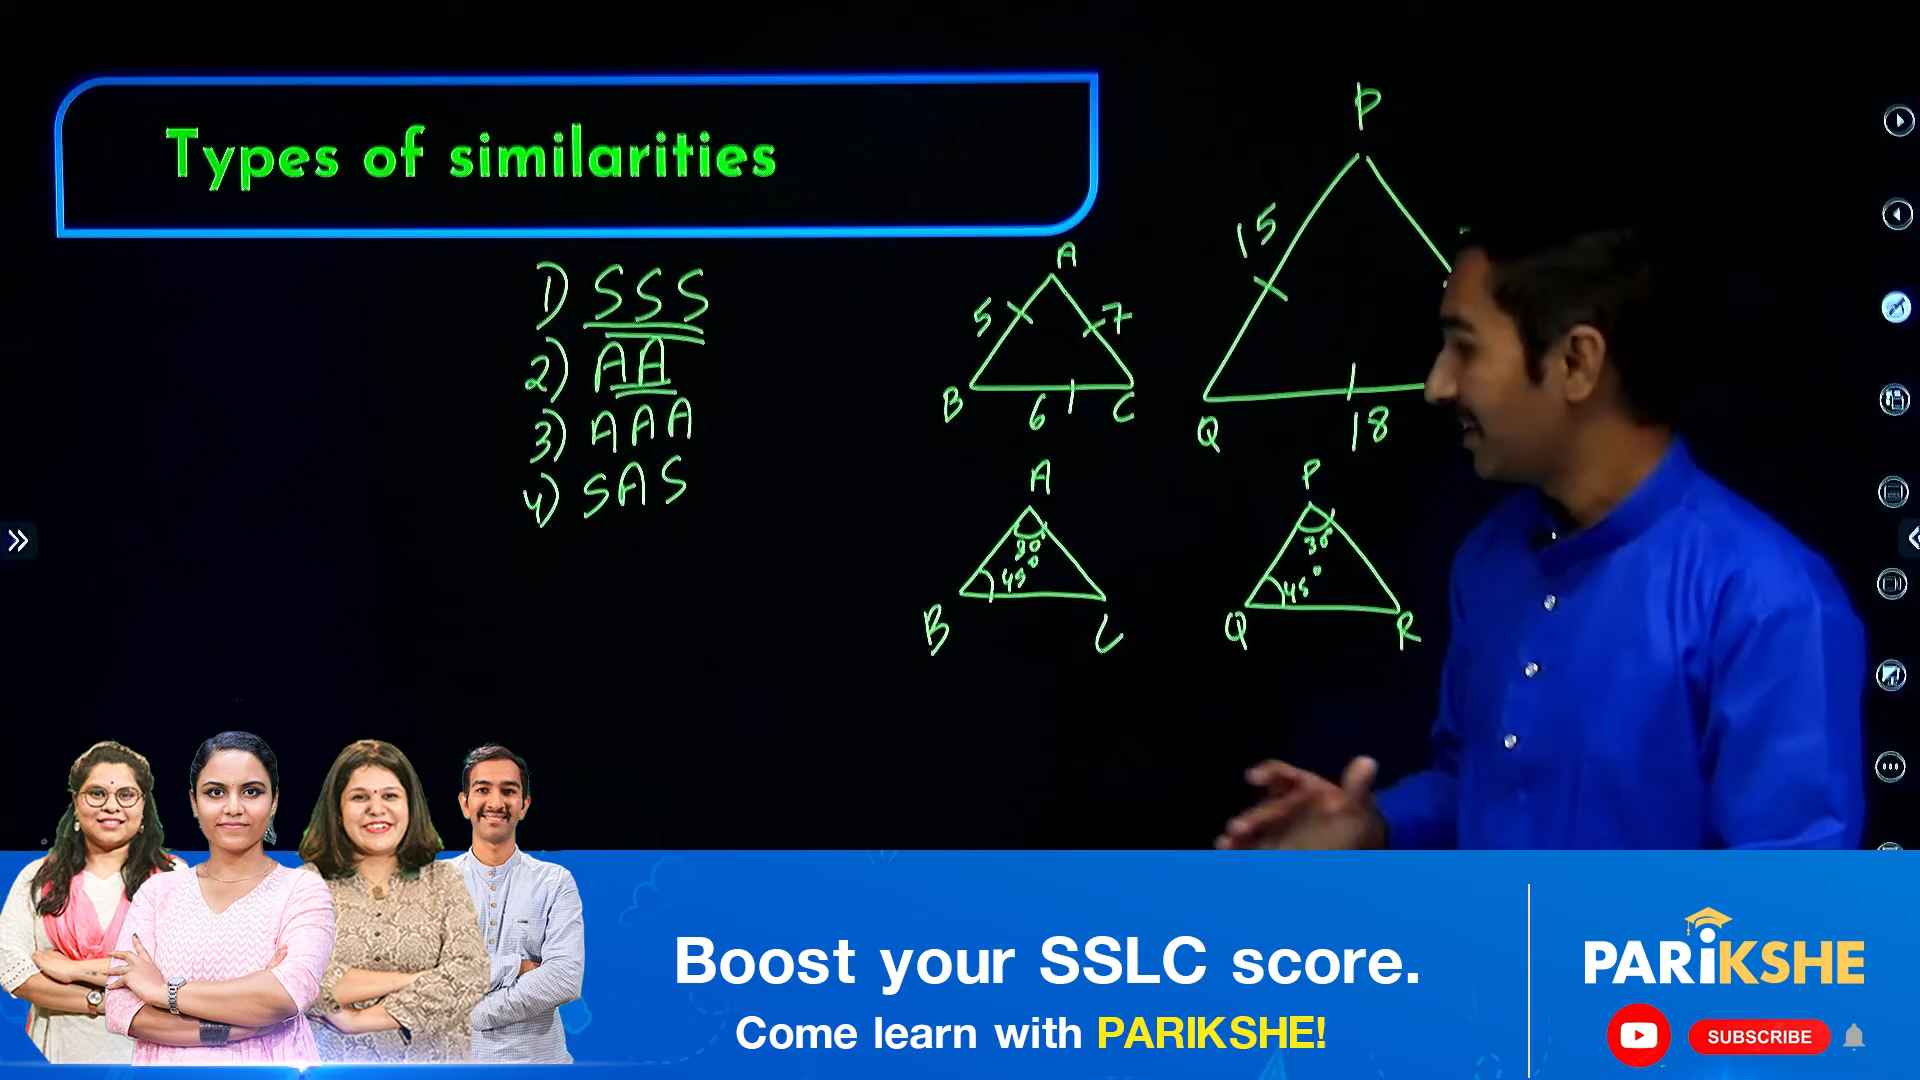 Types of similarities
1) SSS
2) AA
3) AAA
4) SAS
A
5
7
B
6
C
P
15
Q
18
A
30°
45°
B
C
P
30°
45°
Q
R
Boost your SSLC score.
Come learn with PARIKSHE!
PARiKSHE
SUBSCRIBE